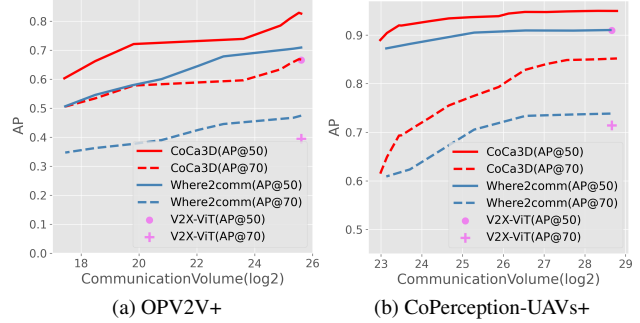 0.8
0.7
0.6
0.5
0.4
0.3
0.2
0.1
0.0
AP
CoCa3D(AP@50)
CoCa3D(AP@70)
Where2comm(AP@50)
Where2comm(AP@70)
V2X-ViT(AP@50)
V2X-ViT(AP@70)
18 20 22 24 26
CommunicationVolume(log2)
(a) OPV2V+
0.9
0.8
0.7
0.6
0.5
AP
CoCa3D(AP@50)
CoCa3D(AP@70)
Where2comm(AP@50)
Where2comm(AP@70)
V2X-ViT(AP@50)
V2X-ViT(AP@70)
23 24 25 26 27 28 29
CommunicationVolume(log2)
(b) CoPerception-UAVs+